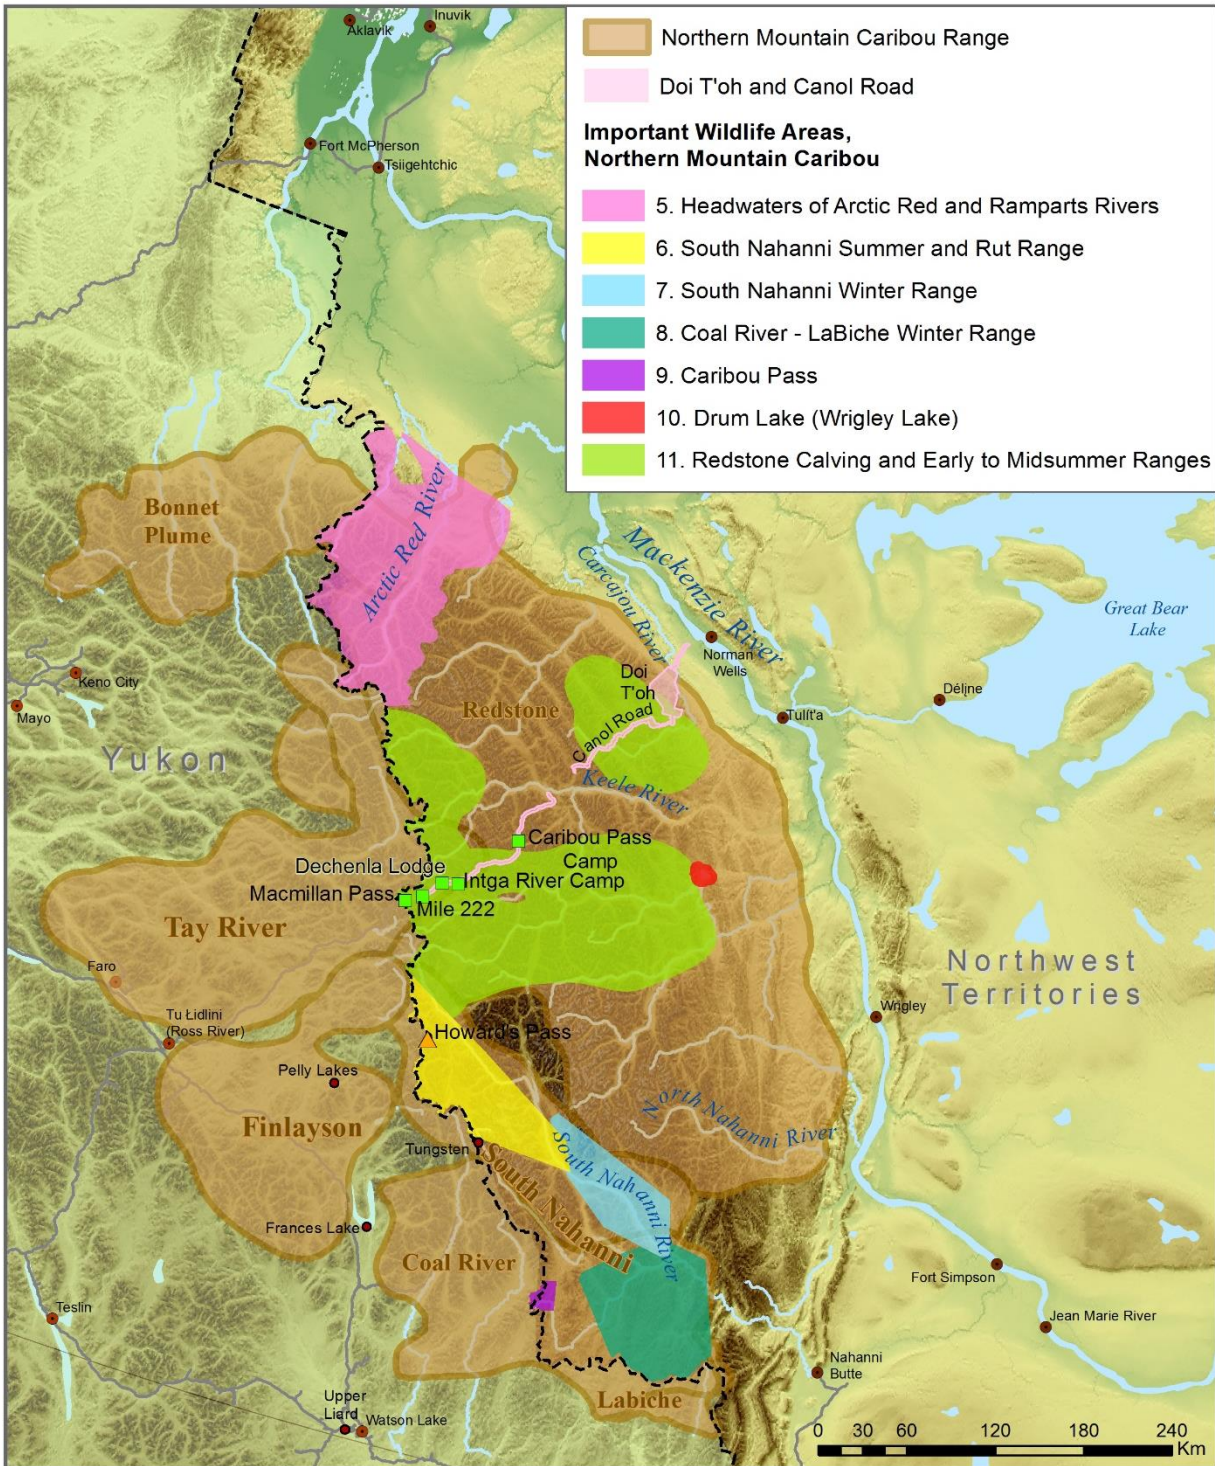 Northern Mountain Caribou Range
Doi T'oh and Canol Road
Important Wildlife Areas,
Northern Mountain Caribou
5. Headwaters of Arctic Red and Ramparts Rivers
6. South Nahanni Summer and Rut Range
7. South Nahanni Winter Range
8. Coal River - LaBiche Winter Range
9. Caribou Pass
10. Drum Lake (Wrigley Lake)
11. Redstone Calving and Early to Midsummer Ranges
Inuvik
Aklavik
Fort McPherson
Tsiigehtchic
Bonnet
Plume
Arctic Red River
Mackenzie River
Carcajou River
Great Bear
Lake
Norman
Wells
Doi
T'oh
Keno City
Mayo
Redstone
Canol Road
Délįne
Tulít'a
Yukon
Keele River
Caribou Pass
Camp
Dechenla Lodge
Intga River Camp
Macmillan Pass
Mile 222
Tay River
Faro
Northwest
Territories
Wrigley
Tu Łidlini
(Ross River)
Howard's Pass
Pelly Lakes
Finlayson
North Nahanni River
Tungsten
South Nahanni River
South Nahanni
Frances Lake
Coal River
Fort Simpson
Teslin
Jean Marie River
Nahanni
Butte
Labiche
Upper
Liard
Watson Lake
0 30 60 120 180 240
Km